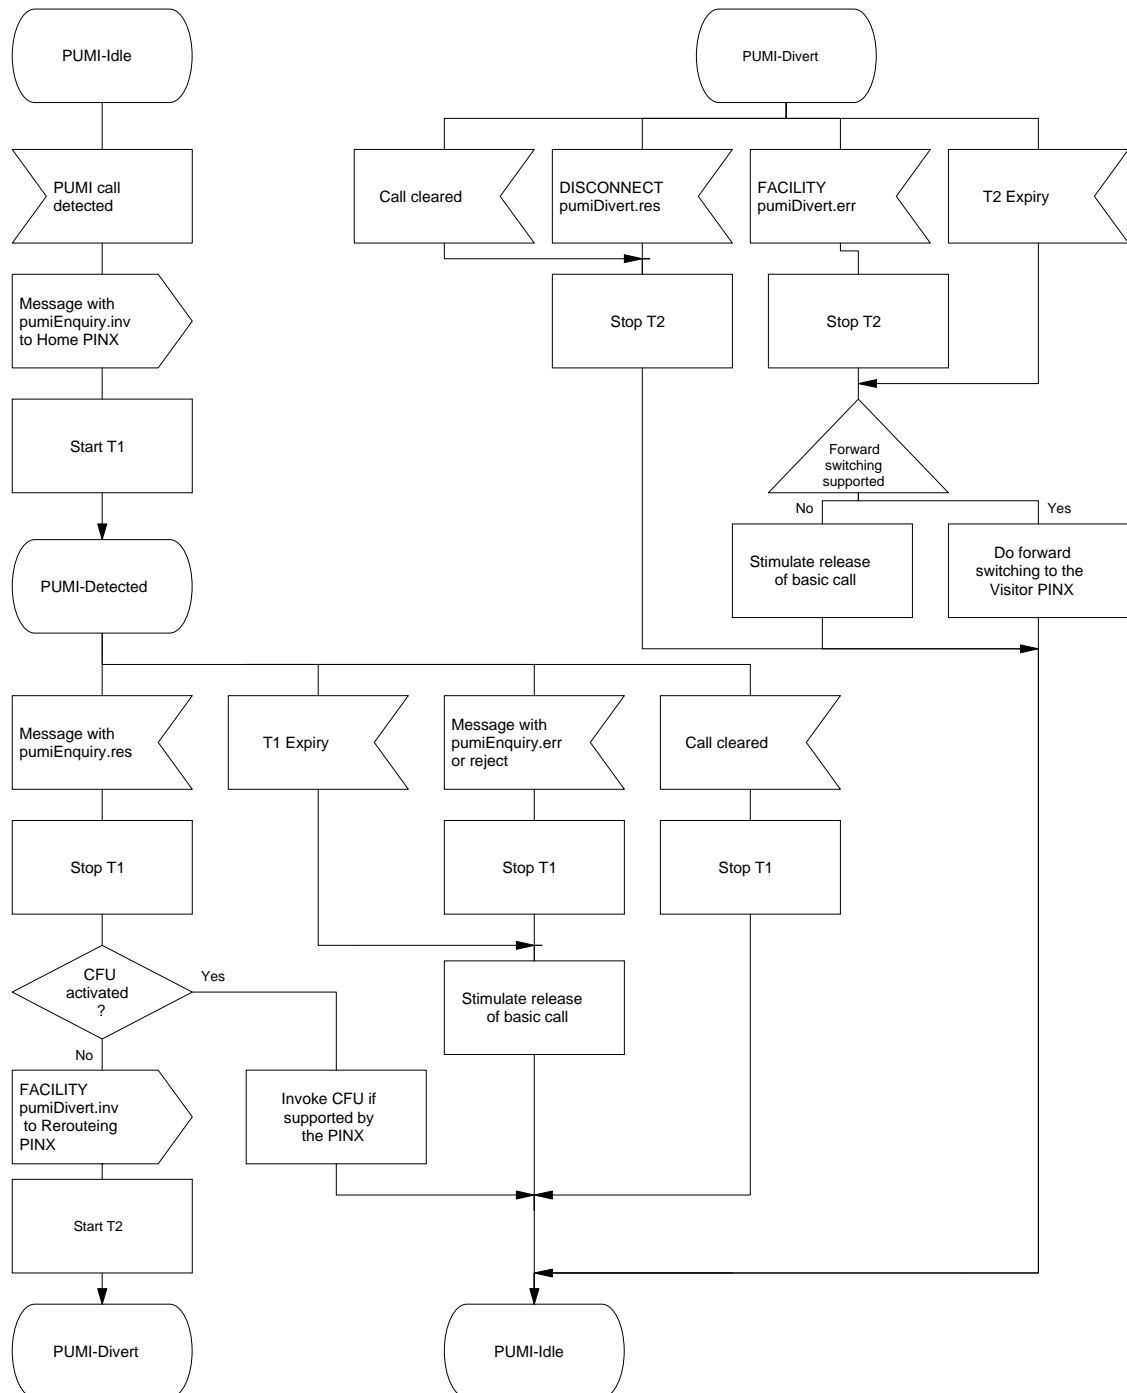 PUMI-Idle
PUMI-Divert
PUMI call
detected
Call cleared
DISCONNECT
pumiDivert.res
FACILITY
pumiDivert.err
T2 Expiry
Message with
pumiEnquiry.inv
to Home PINX
Stop T2
Stop T2
Start T1
Forward
switching
supported
No
Yes
PUMI-Detected
Stimulate release
of basic call
Do forward
switching to the
Visitor PINX
Message with
pumiEnquiry.res
T1 Expiry
Message with
pumiEnquiry.err
or reject
Call cleared
Stop T1
Stop T1
Stop T1
CFU
activated
?
Yes
No
Stimulate release
of basic call
FACILITY
pumiDivert.inv
to Rerouteing
PINX
Invoke CFU if
supported by
the PINX
Start T2
PUMI-Divert
PUMI-Idle